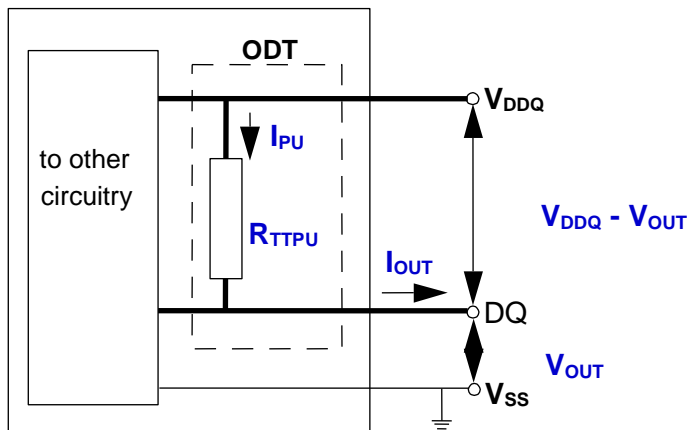 ODT
VDDQ
IPU
to other
circuitry
VDDQ - VOUT
RTTPU
IOUT
DQ
VOUT
VSS